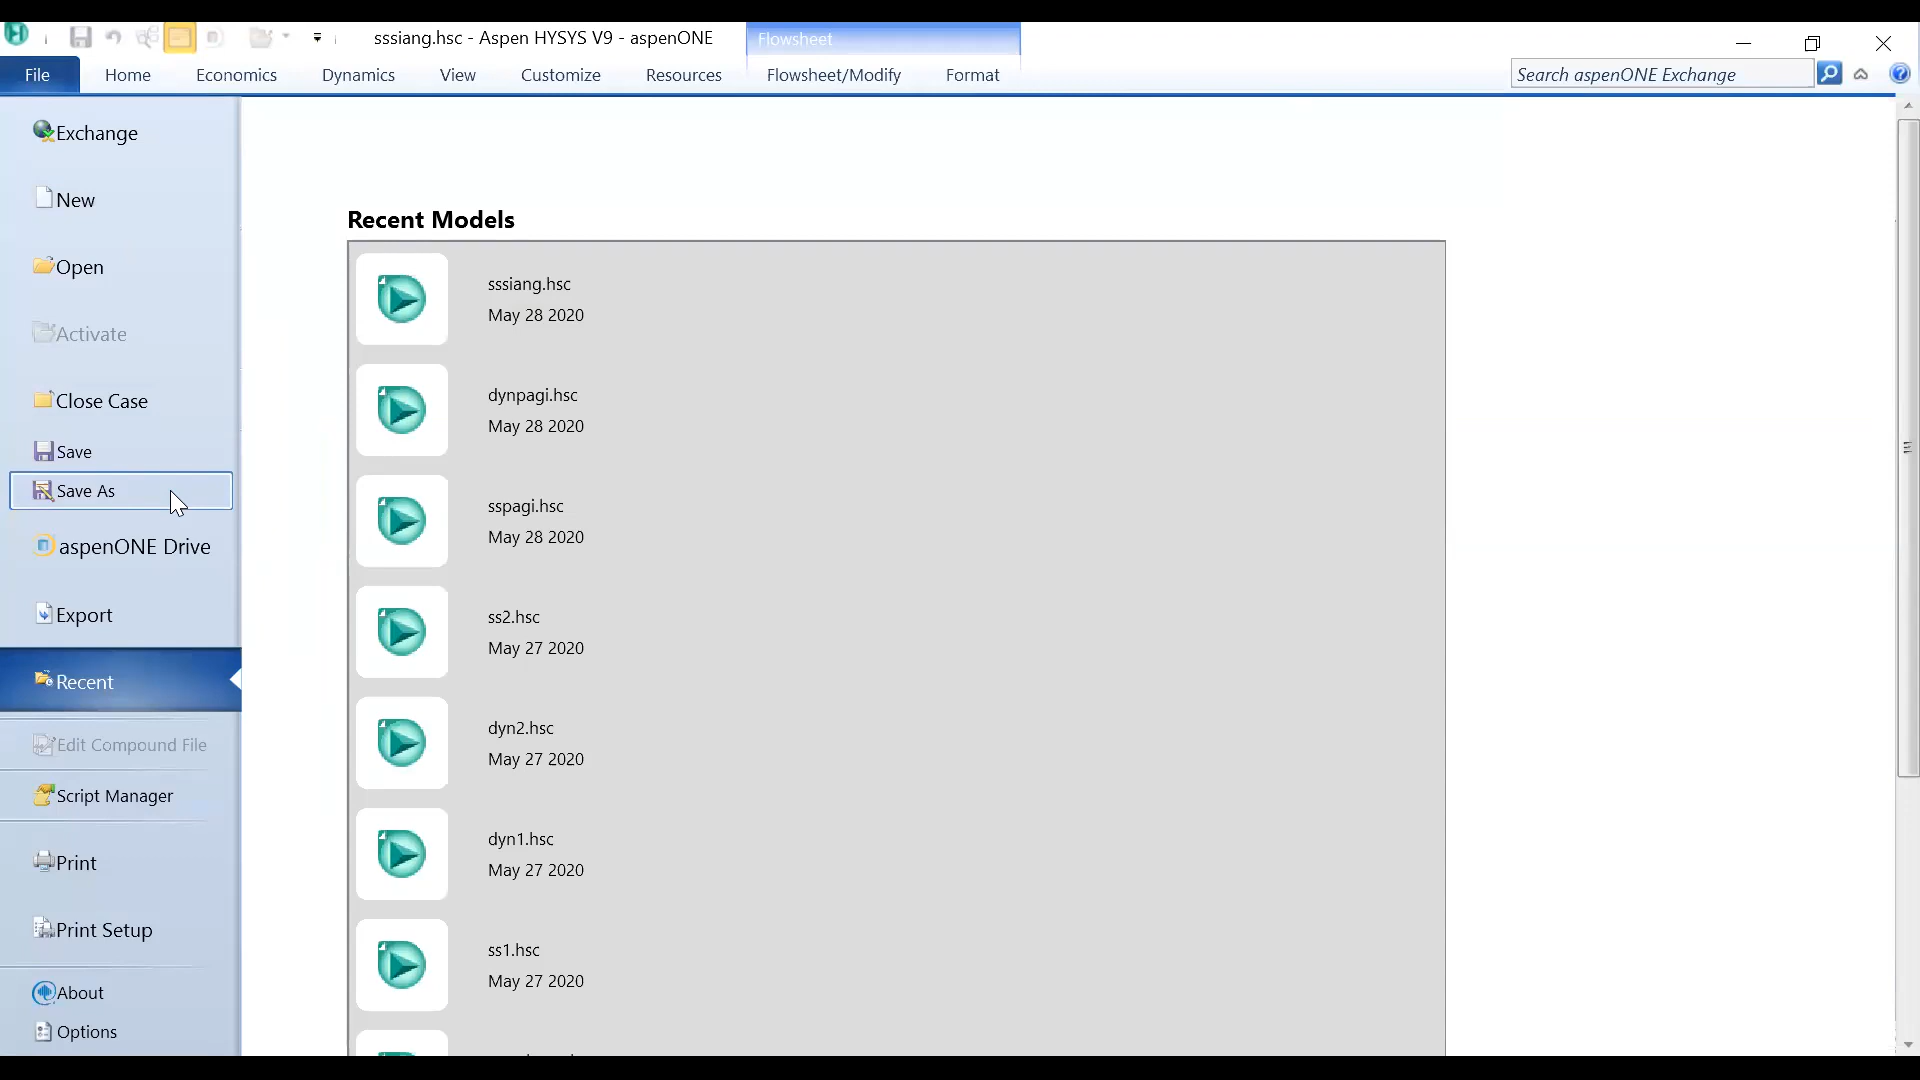 sssiang.hsc - Aspen HYSYS V9 - aspenONE
Flowsheet
File
Home
Economics
Dynamics
View
Customize
Resources
Flowsheet/Modify
Format
Search aspenONE Exchange
Exchange
New
Open
Activate
Close Case
Save
Save As
aspenONE Drive
Export
Recent
Edit Compound File
Script Manager
Print
Print Setup
About
Options
Recent Models
sssiang.hsc
May 28 2020
dynpagi.hsc
May 28 2020
sspagi.hsc
May 28 2020
ss2.hsc
May 27 2020
dyn2.hsc
May 27 2020
dyn1.hsc
May 27 2020
ss1.hsc
May 27 2020